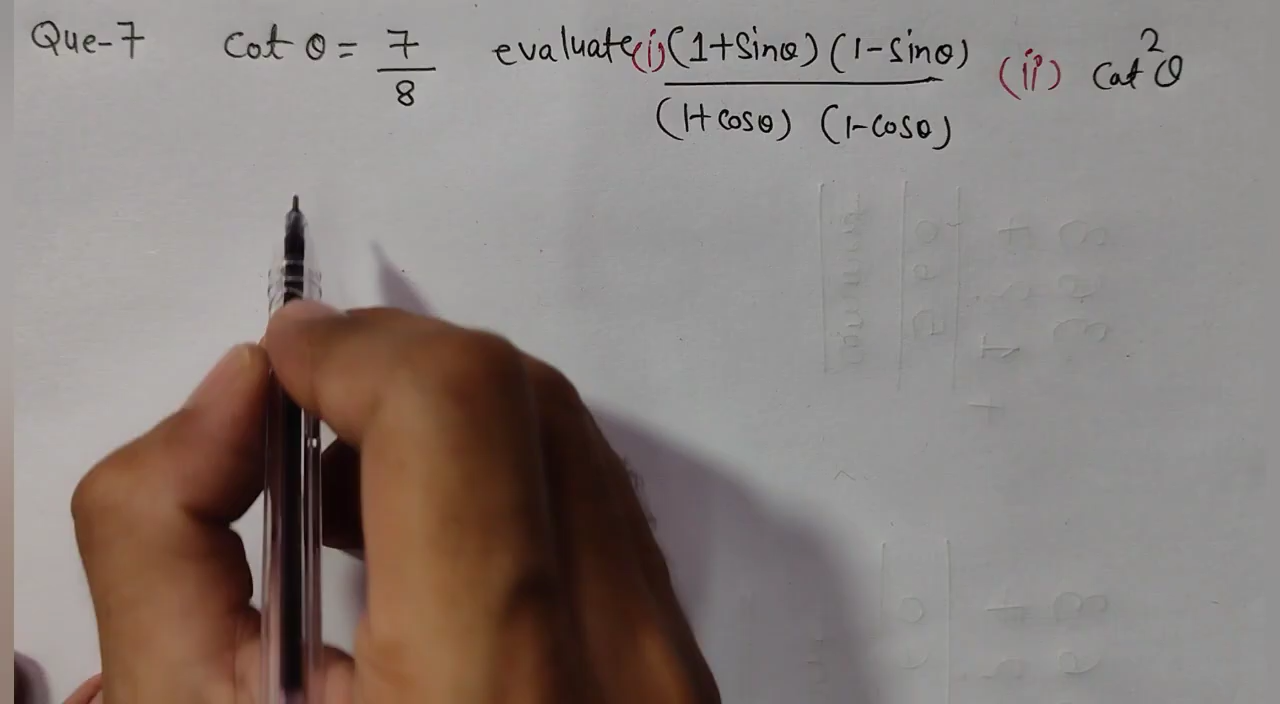 Que-7 Cot θ = 7/8 evaluate (i) (1+Sinθ) (1-Sinθ) / (1+cosθ) (1-cosθ) (ii) Cot²θ